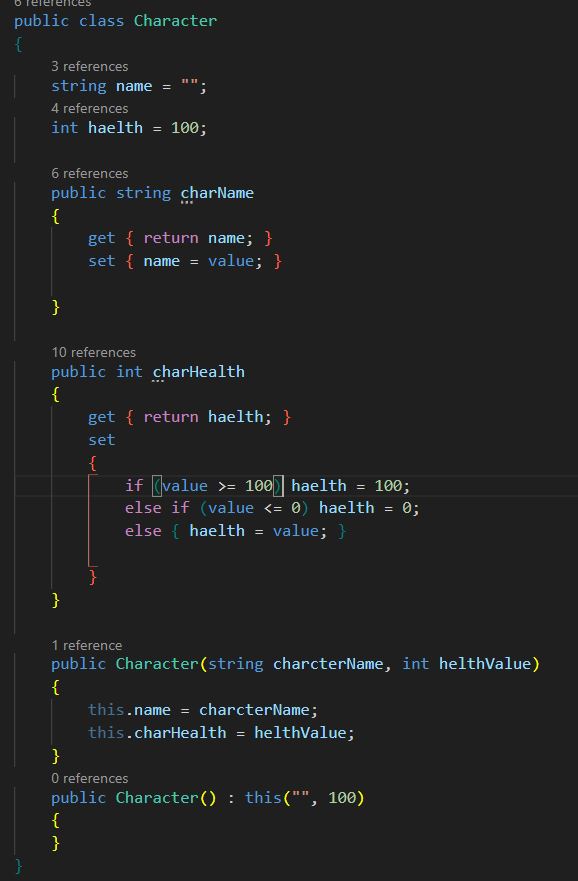 6 references
public class Character
{
3 references
string name = "";
4 references
int haelth = 100;
6 references
public string charName
{
get { return name; }
set { name = value; }
}
10 references
public int charHealth
{
get { return haelth; }
set
{
if (value >= 100) haelth = 100;
else if (value <= 0) haelth = 0;
else { haelth = value; }
}
}
1 reference
public Character(string charcterName, int helthValue)
{
this.name = charcterName;
this.charHealth = helthValue;
}
0 references
public Character() : this("", 100)
{
}
}